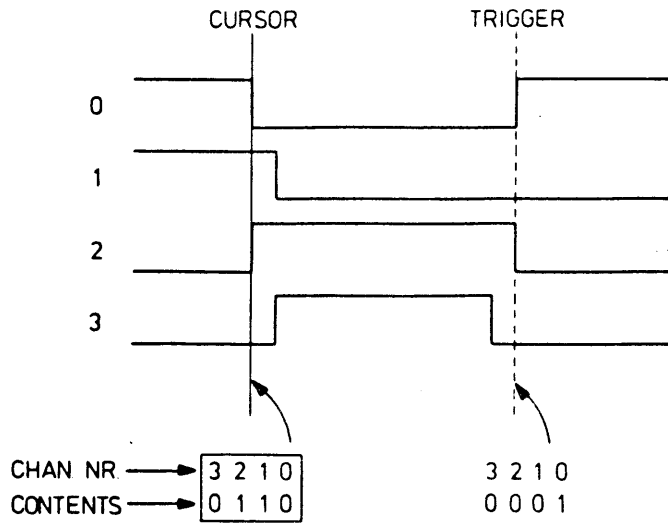 CURSOR TRIGGER
0
1
2
3
CHAN NR 3 2 1 0 3 2 1 0
CONTENTS 0 1 1 0 0 0 0 1